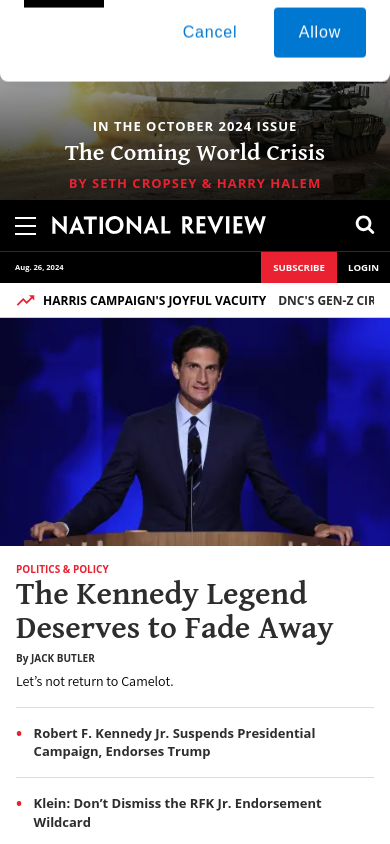 Cancel
Allow
IN THE OCTOBER 2024 ISSUE
The Coming World Crisis
BY SETH CROPSEY & HARRY HALEM
NATIONAL REVIEW
Aug. 26, 2024
SUBSCRIBE
LOGIN
HARRIS CAMPAIGN'S JOYFUL VACUITY
DNC'S GEN-Z
POLITICS & POLICY
The Kennedy Legend
Deserves to Fade Away
By JACK BUTLER
Let’s not return to Camelot.
• Robert F. Kennedy Jr. Suspends Presidential
Campaign, Endorses Trump
• Klein: Don’t Dismiss the RFK Jr. Endorsement
Wildcard